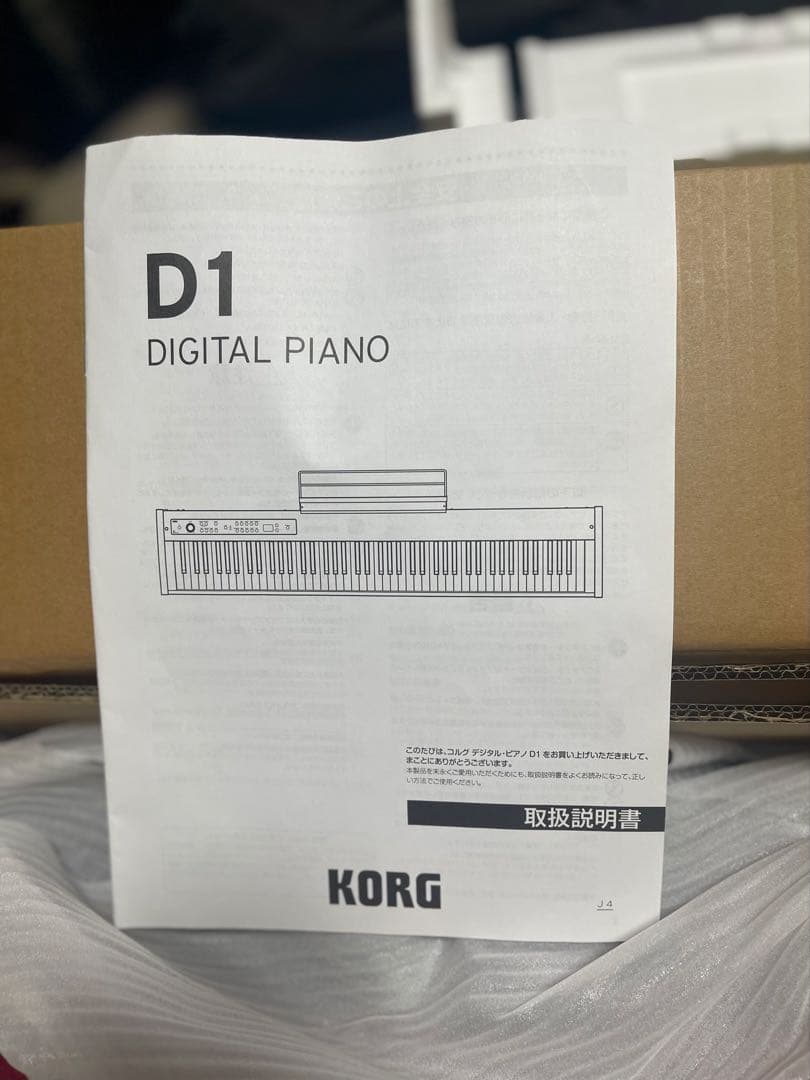 D1
DIGITAL PIANO
このたびは、コルグ デジタル・ピアノ D1 をお買い上げいただきまして、
まことにありがとうございます。
本製品を末永くご愛用いただくためにも、取扱説明書をよくお読みになって、正し
い方法でご使用ください。
取扱説明書
KORG
J 4